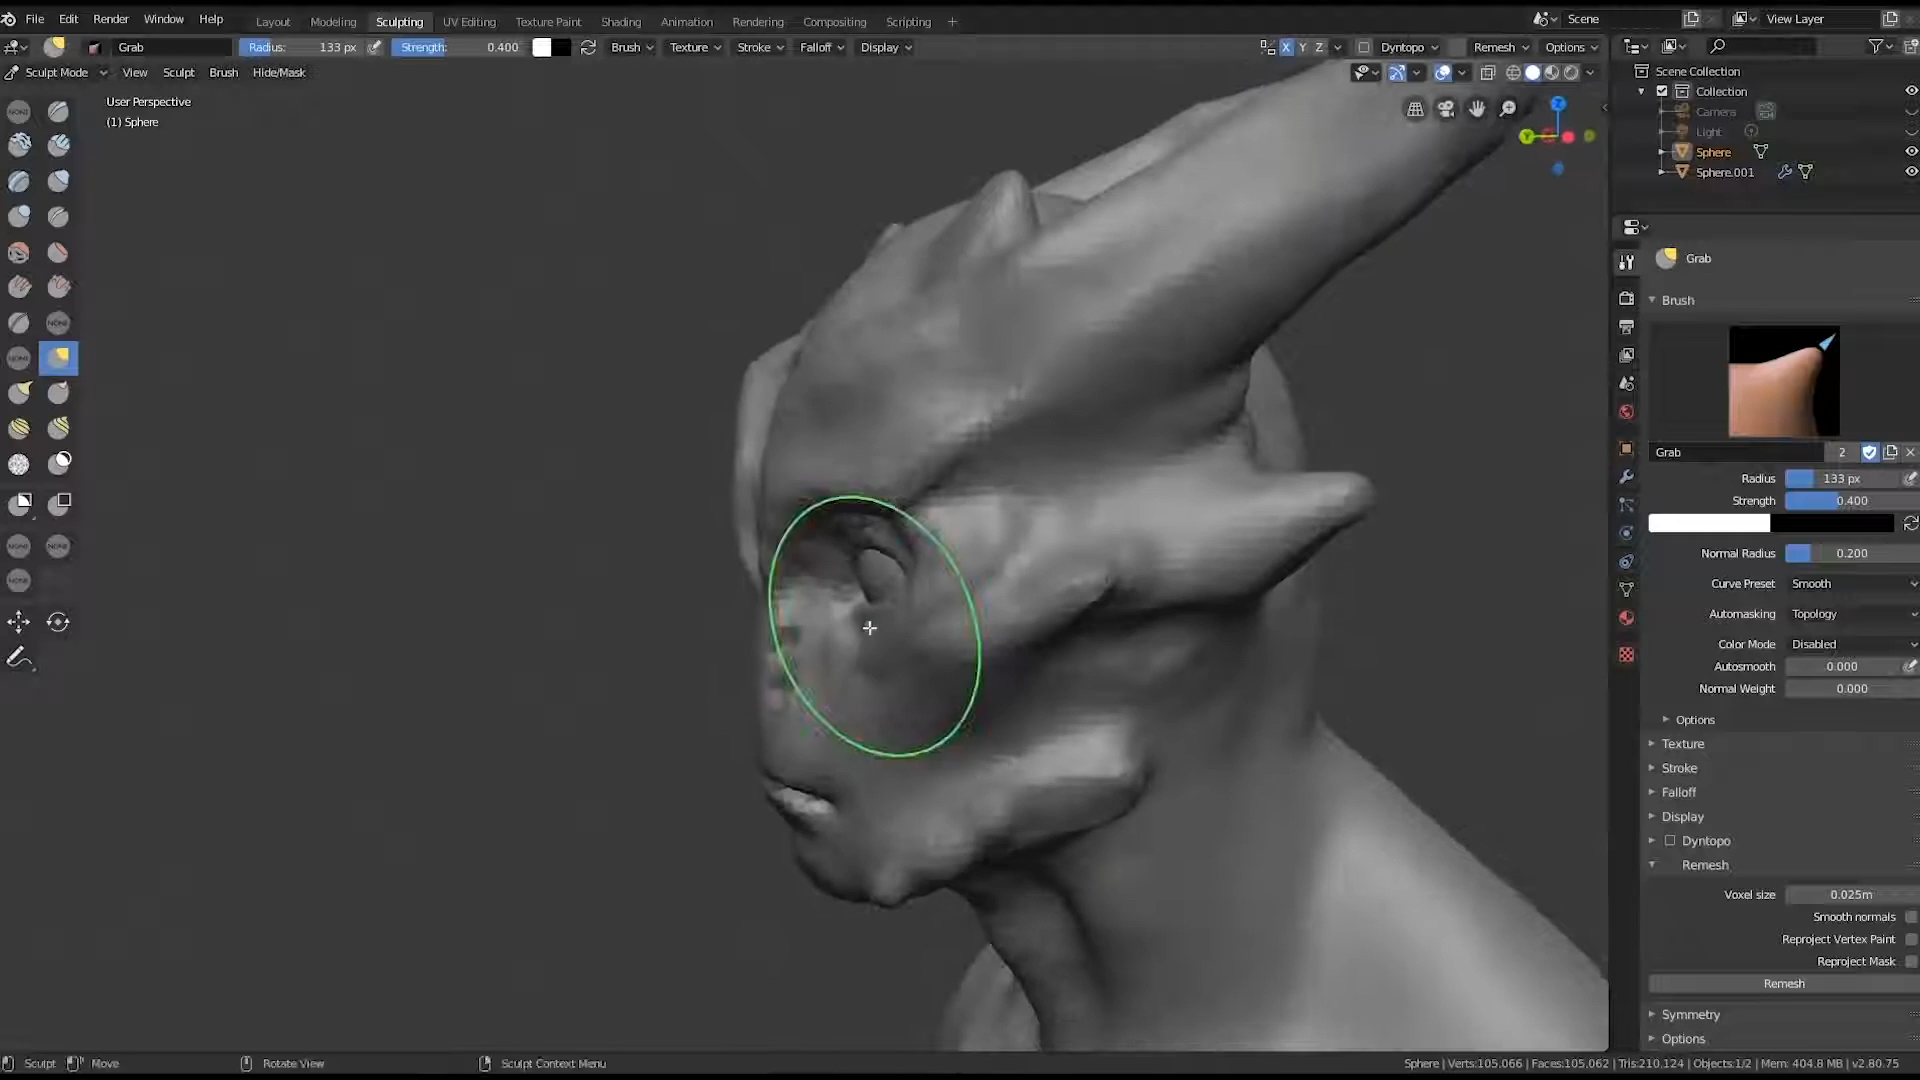 File Edit Render Window Help Layout Modeling Sculpting UV Editing Texture Paint Shading Animation Rendering Compositing Scripting + Scene View Layer
Grab Radius: 133 px Strength: 0.400 Brush Texture Stroke Falloff Display X Y Z Dyntopo Remesh Options
Sculpt Mode View Sculpt Brush Hide/Mask
Scene Collection
Collection
Camera
Light
Sphere
Sphere.001
User Perspective
(1) Sphere
Z
Y
NONE
NONE
NONE
NONE NONE
NONE
Grab
Brush
Grab 2
Radius 133 px
Strength 0.400
Normal Radius 0.200
Curve Preset Smooth
Automasking Topology
Color Mode Disabled
Autosmooth 0.000
Normal Weight 0.000
Options
Texture
Stroke
Falloff
Display
Dyntopo
Remesh
Voxel size 0.025m
Smooth normals
Reproject Vertex Paint
Reproject Mask
Remesh
Symmetry
Options
Sculpt Move Rotate View Sculpt Context Menu Sphere | Verts:105,066 | Faces:105,062 | Tris:210,124 | Objects:1/2 | Mem: 404.8 MB | v2.80.75